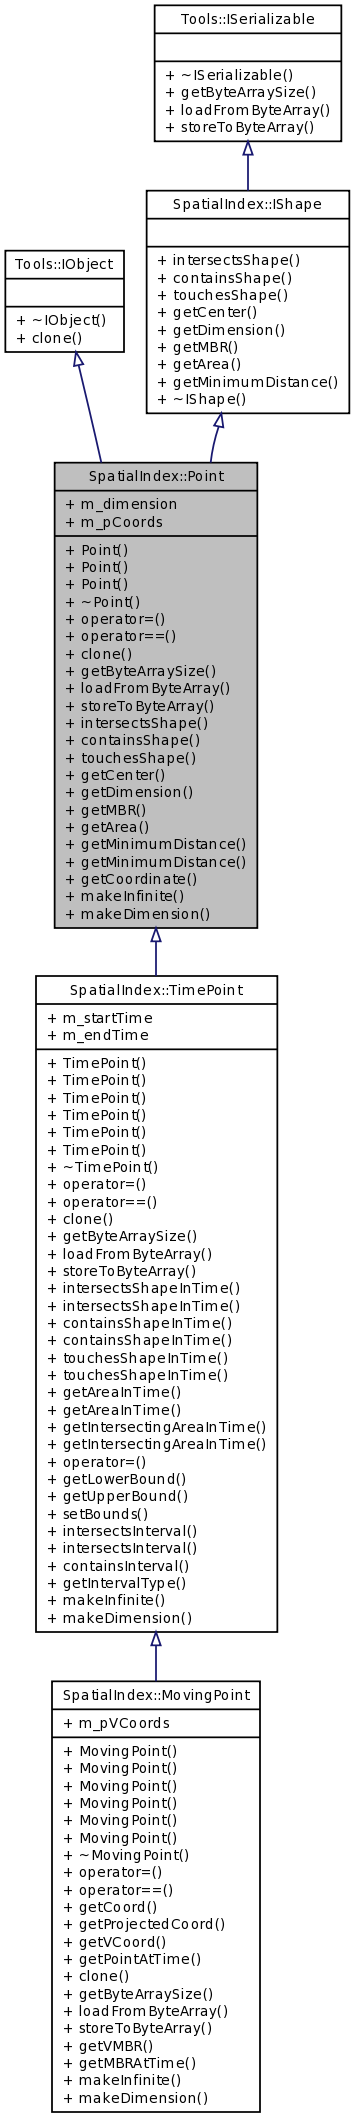 Tools::ISerializable
+ ~ISerializable()
+ getByteArraySize()
+ loadFromByteArray()
+ storeToByteArray()
SpatialIndex::IShape
+ intersectsShape()
+ containsShape()
+ touchesShape()
+ getCenter()
+ getDimension()
+ getMBR()
+ getArea()
+ getMinimumDistance()
+ ~IShape()
Tools::IObject
+ ~IObject()
+ clone()
SpatialIndex::Point
+ m_dimension
+ m_pCoords
+ Point()
+ Point()
+ Point()
+ ~Point()
+ operator=()
+ operator==()
+ clone()
+ getByteArraySize()
+ loadFromByteArray()
+ storeToByteArray()
+ intersectsShape()
+ containsShape()
+ touchesShape()
+ getCenter()
+ getDimension()
+ getMBR()
+ getArea()
+ getMinimumDistance()
+ getMinimumDistance()
+ getCoordinate()
+ makeInfinite()
+ makeDimension()
SpatialIndex::TimePoint
+ m_startTime
+ m_endTime
+ TimePoint()
+ TimePoint()
+ TimePoint()
+ TimePoint()
+ TimePoint()
+ TimePoint()
+ ~TimePoint()
+ operator=()
+ operator==()
+ clone()
+ getByteArraySize()
+ loadFromByteArray()
+ storeToByteArray()
+ intersectsShapeInTime()
+ intersectsShapeInTime()
+ containsShapeInTime()
+ containsShapeInTime()
+ touchesShapeInTime()
+ touchesShapeInTime()
+ getAreaInTime()
+ getAreaInTime()
+ getIntersectingAreaInTime()
+ getIntersectingAreaInTime()
+ operator=()
+ getLowerBound()
+ getUpperBound()
+ setBounds()
+ intersectsInterval()
+ intersectsInterval()
+ containsInterval()
+ getIntervalType()
+ makeInfinite()
+ makeDimension()
SpatialIndex::MovingPoint
+ m_pVCoords
+ MovingPoint()
+ MovingPoint()
+ MovingPoint()
+ MovingPoint()
+ MovingPoint()
+ MovingPoint()
+ ~MovingPoint()
+ operator=()
+ operator==()
+ getCoord()
+ getProjectedCoord()
+ getVCoord()
+ getPointAtTime()
+ clone()
+ getByteArraySize()
+ loadFromByteArray()
+ storeToByteArray()
+ getVMBR()
+ getMBRAtTime()
+ makeInfinite()
+ makeDimension()